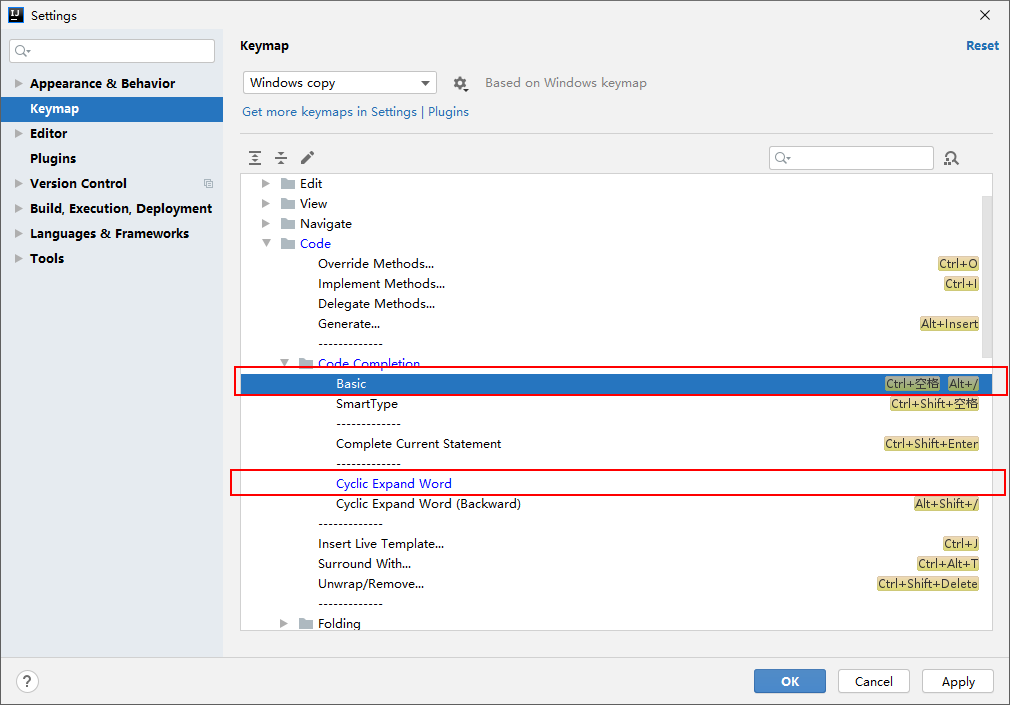 Settings
Keymap
Reset
Appearance & Behavior
Keymap
Editor
Plugins
Version Control
Build, Execution, Deployment
Languages & Frameworks
Tools
Windows copy
Based on Windows keymap
Get more keymaps in Settings | Plugins
Edit
View
Navigate
Code
Override Methods... Ctrl+O
Implement Methods... Ctrl+I
Delegate Methods...
Generate... Alt+Insert
-------------
Code Completion
Basic Ctrl+空格 Alt+/
SmartType Ctrl+Shift+空格
-------------
Complete Current Statement Ctrl+Shift+Enter
-------------
Cyclic Expand Word
Cyclic Expand Word (Backward) Alt+Shift+/
-------------
Insert Live Template... Ctrl+J
Surround With... Ctrl+Alt+T
Unwrap/Remove... Ctrl+Shift+Delete
-------------
Folding
?
OK
Cancel
Apply